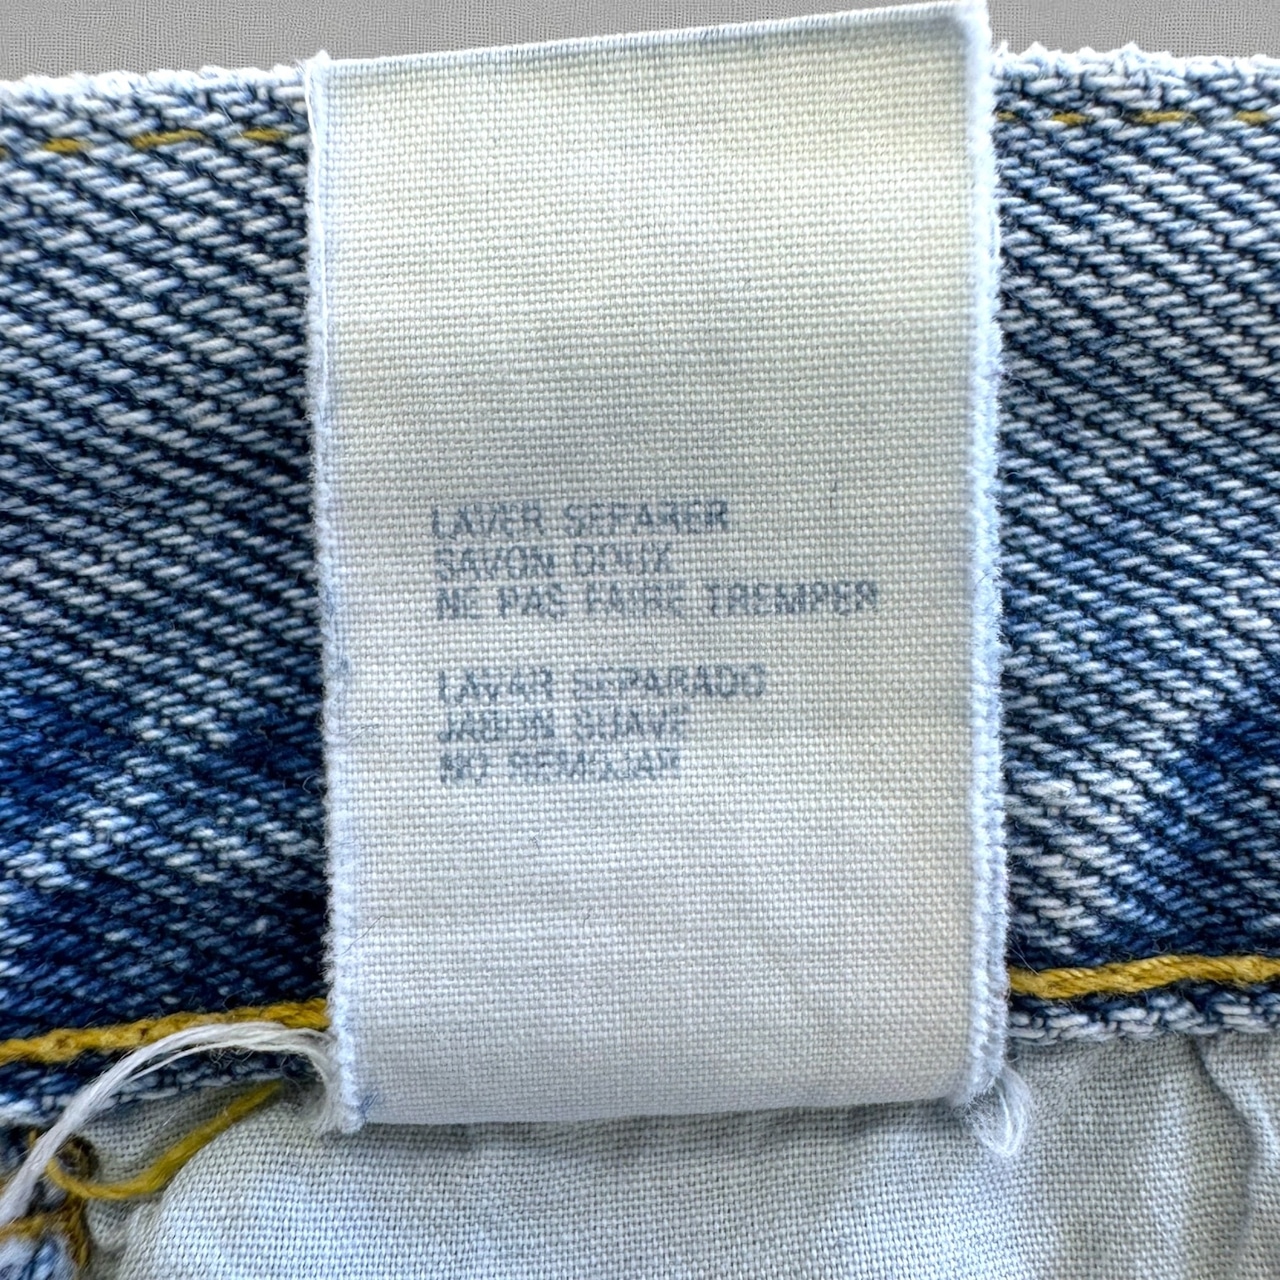 LAVER SEPARER
SAVON DOUX
NE PAS FAIRE TREMPER
LAVAR SEPARADO
JABON SUAVE
NO REMOJAR